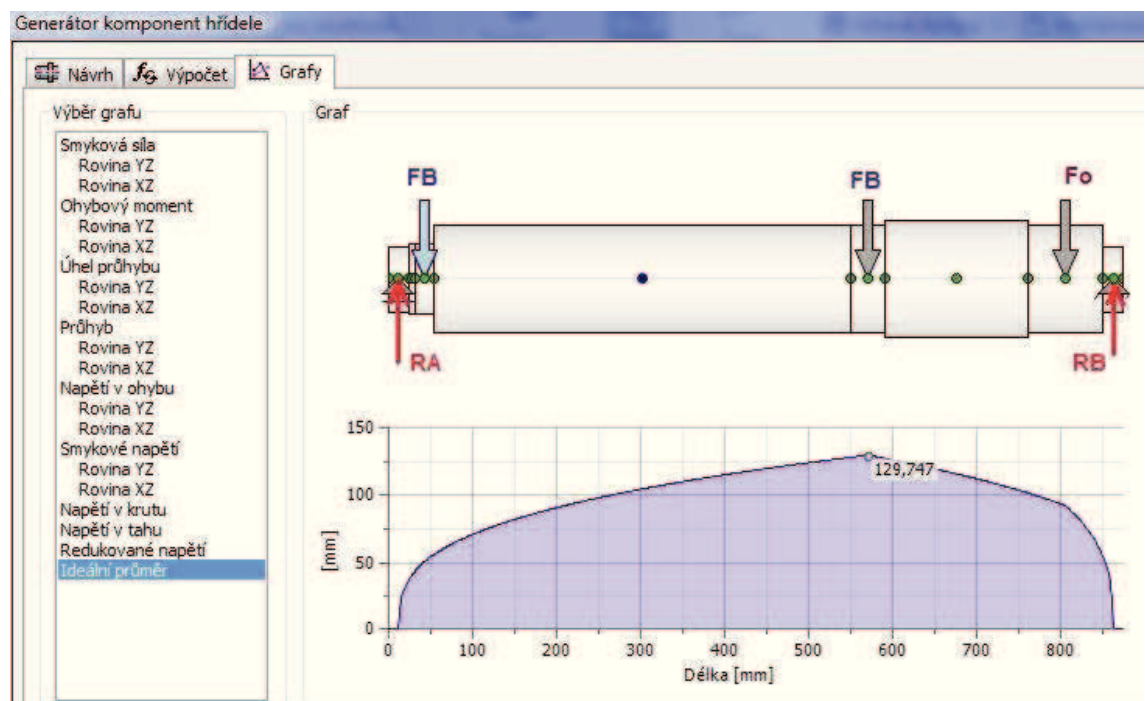 Generátor komponent hřídele
Návrh
Výpočet
Grafy
Výběr grafu
Smyková síla
Rovina YZ
Rovina XZ
Ohybový moment
Rovina YZ
Rovina XZ
Úhel průhybu
Rovina YZ
Rovina XZ
Průhyb
Rovina YZ
Rovina XZ
Napětí v ohybu
Rovina YZ
Rovina XZ
Smykové napětí
Rovina YZ
Rovina XZ
Napětí v krutu
Napětí v tahu
Redukované napětí
Ideální průměr
Graf
FB
FB
Fo
RA
RB
150
100
50
0
[mm]
129,747
0 100 200 300 400 500 600 700 800
Délka [mm]